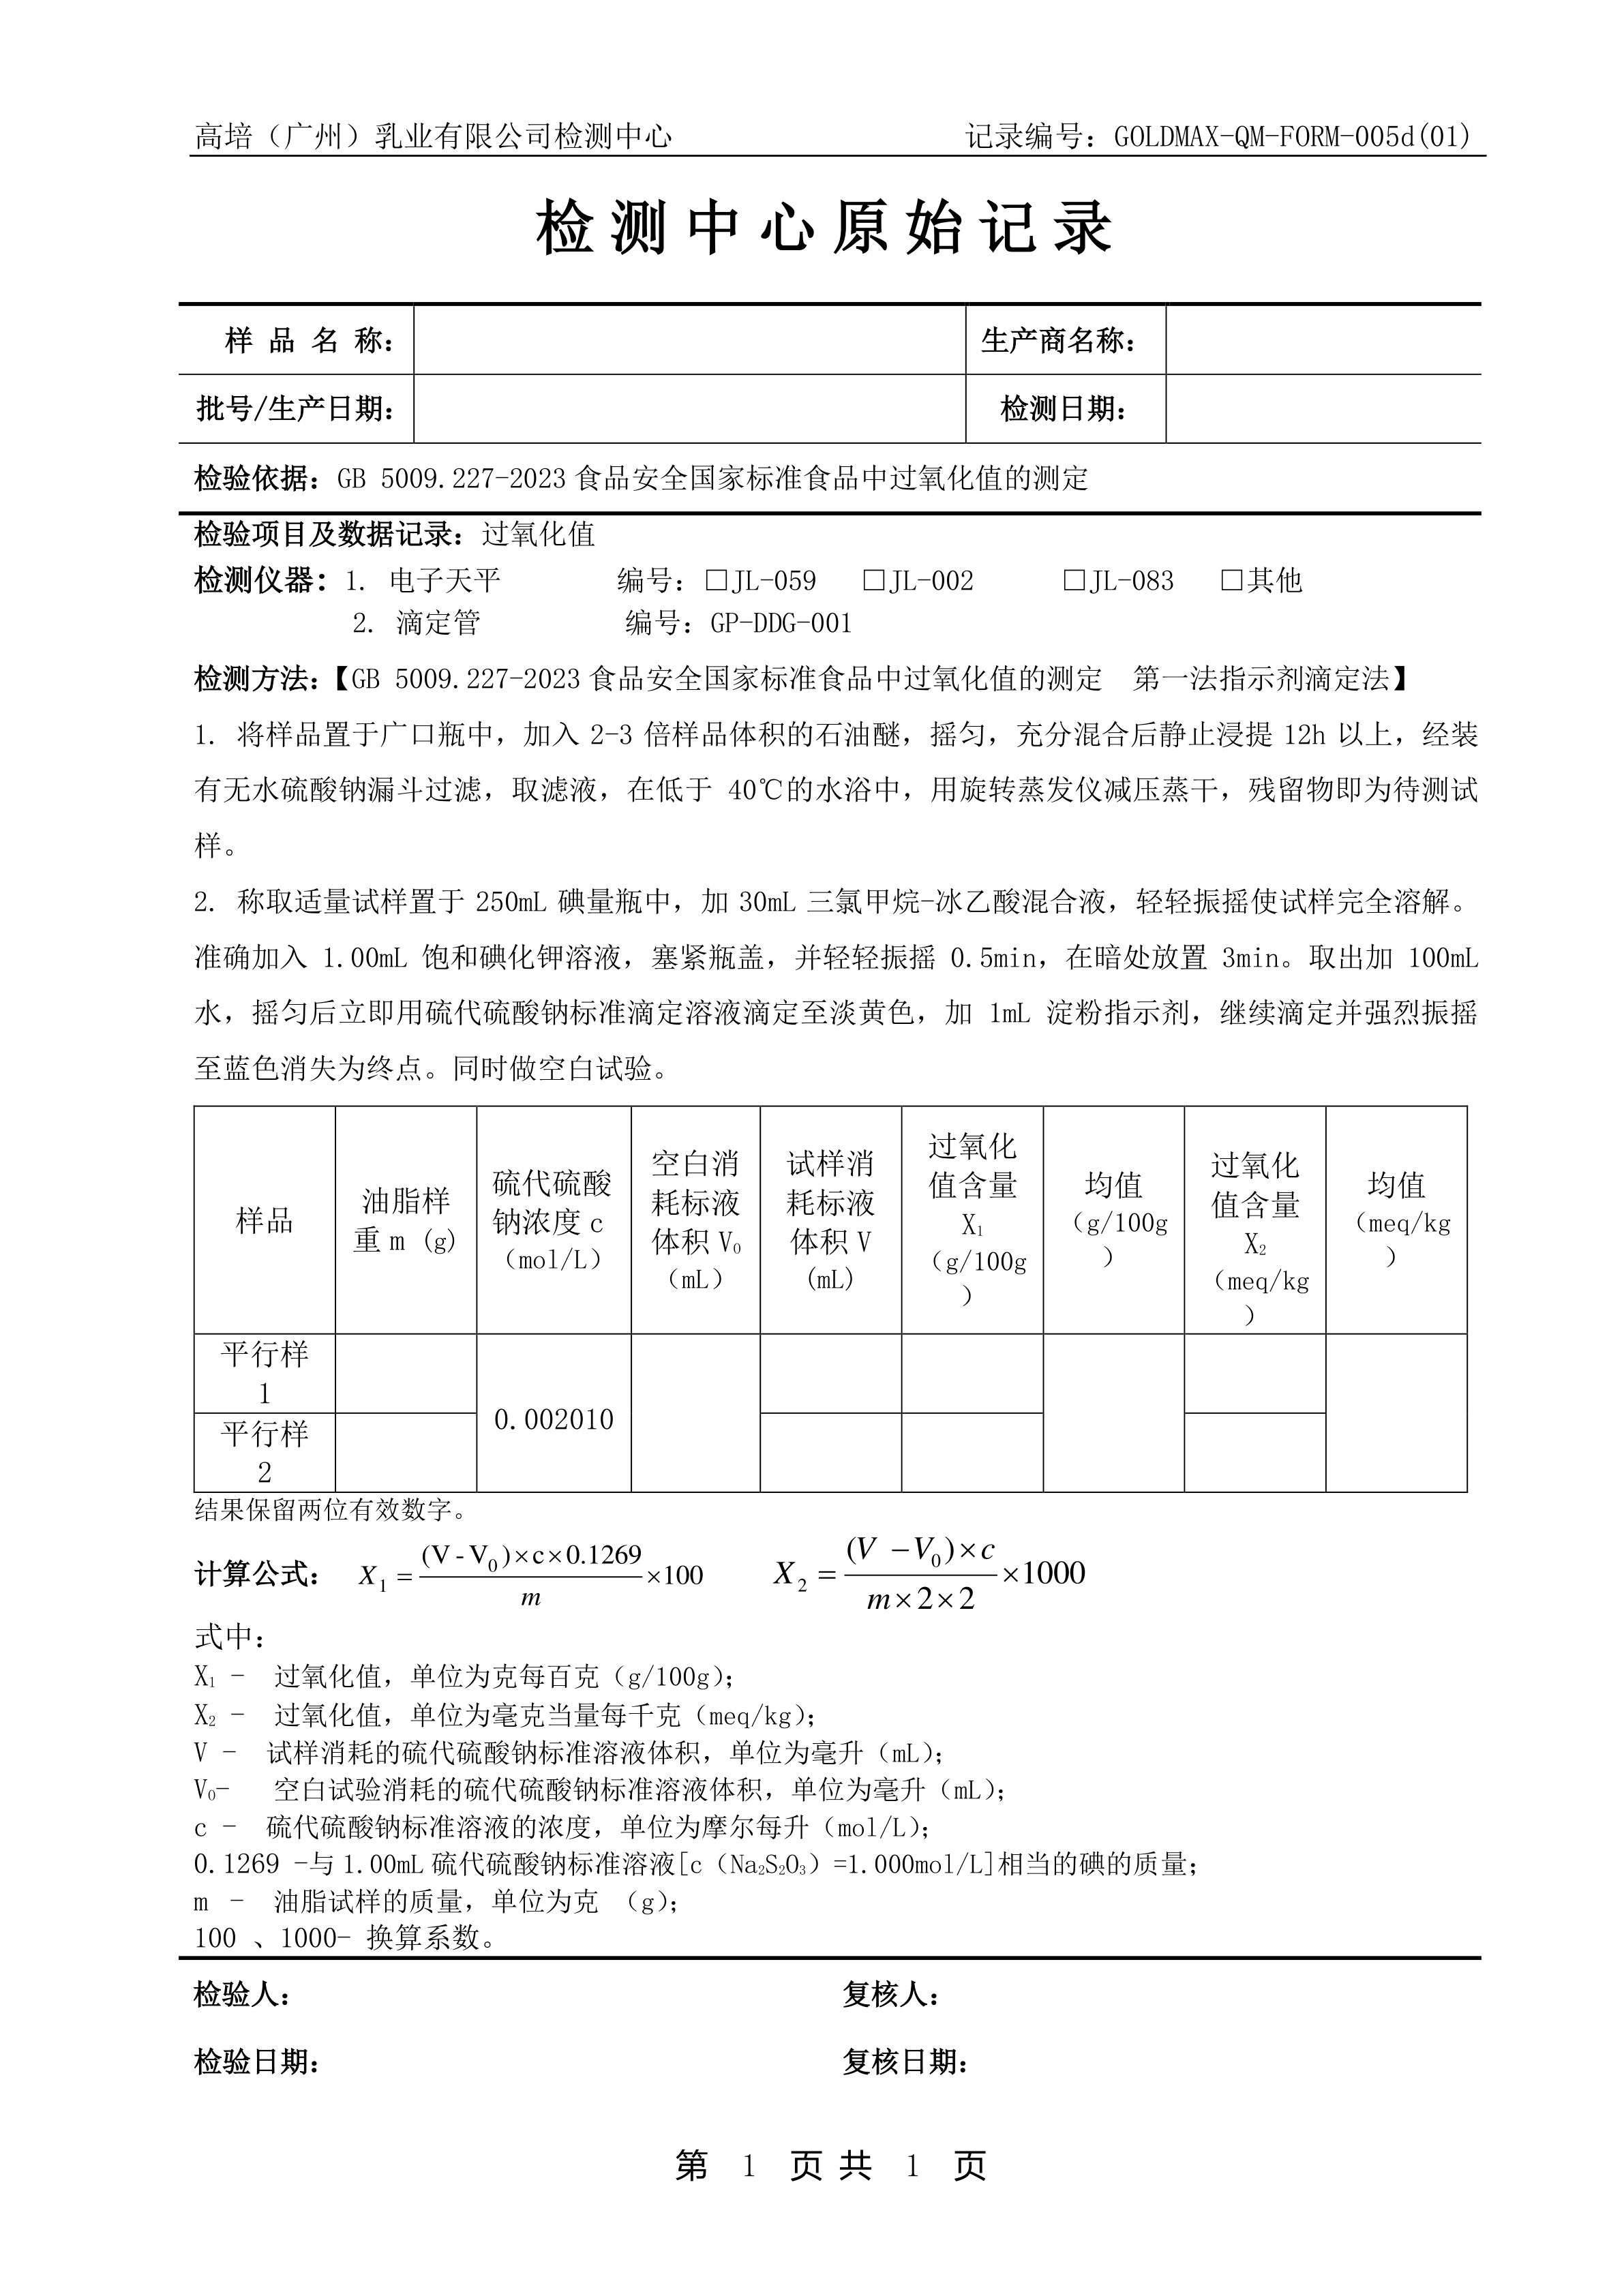 高培（广州）乳业有限公司检测中心 记录编号：GOLDMAX-QM-FORM-005d(01)
检测中心原始记录
样 品 名 称： 生产商名称：
批号/生产日期： 检测日期：
检验依据：GB 5009.227-2023 食品安全国家标准食品中过氧化值的测定
检验项目及数据记录：过氧化值
检测仪器：1. 电子天平 编号：□JL-059 □JL-002 □JL-083 □其他
2. 滴定管 编号：GP-DDG-001
检测方法：【GB 5009.227-2023 食品安全国家标准食品中过氧化值的测定 第一法指示剂滴定法】
1. 将样品置于广口瓶中，加入 2-3 倍样品体积的石油醚，摇匀，充分混合后静止浸提 12h 以上，经装
有无水硫酸钠漏斗过滤，取滤液，在低于 40℃的水浴中，用旋转蒸发仪减压蒸干，残留物即为待测试
样。
2. 称取适量试样置于 250mL 碘量瓶中，加 30mL 三氯甲烷-冰乙酸混合液，轻轻振摇使试样完全溶解。
准确加入 1.00mL 饱和碘化钾溶液，塞紧瓶盖，并轻轻振摇 0.5min，在暗处放置 3min。取出加 100mL
水，摇匀后立即用硫代硫酸钠标准滴定溶液滴定至淡黄色，加 1mL 淀粉指示剂，继续滴定并强烈振摇
至蓝色消失为终点。同时做空白试验。
样品
油脂样
重 m (g)
硫代硫酸
钠浓度 c
（mol/L）
空白消
耗标液
体积 V₀
（mL）
试样消
耗标液
体积 V
(mL)
过氧化
值含量
X₁
（g/100g
）
均值
（g/100g
）
过氧化
值含量
X₂
（meq/kg
）
均值
（meq/kg
）
平行样
1
0.002010
平行样
2
结果保留两位有效数字。
计算公式： X₁ = (V - V₀)×c×0.1269 / m ×100 X₂ = (V − V₀)×c / m×2×2 ×1000
式中：
X₁ - 过氧化值，单位为克每百克（g/100g）；
X₂ - 过氧化值，单位为毫克当量每千克（meq/kg）；
V - 试样消耗的硫代硫酸钠标准溶液体积，单位为毫升（mL）；
V₀- 空白试验消耗的硫代硫酸钠标准溶液体积，单位为毫升（mL）；
c - 硫代硫酸钠标准溶液的浓度，单位为摩尔每升（mol/L）；
0.1269 -与 1.00mL 硫代硫酸钠标准溶液[c（Na₂S₂O₃）=1.000mol/L]相当的碘的质量；
m - 油脂试样的质量，单位为克 （g）；
100 、1000- 换算系数。
检验人： 复核人：
检验日期： 复核日期：
第 1 页 共 1 页